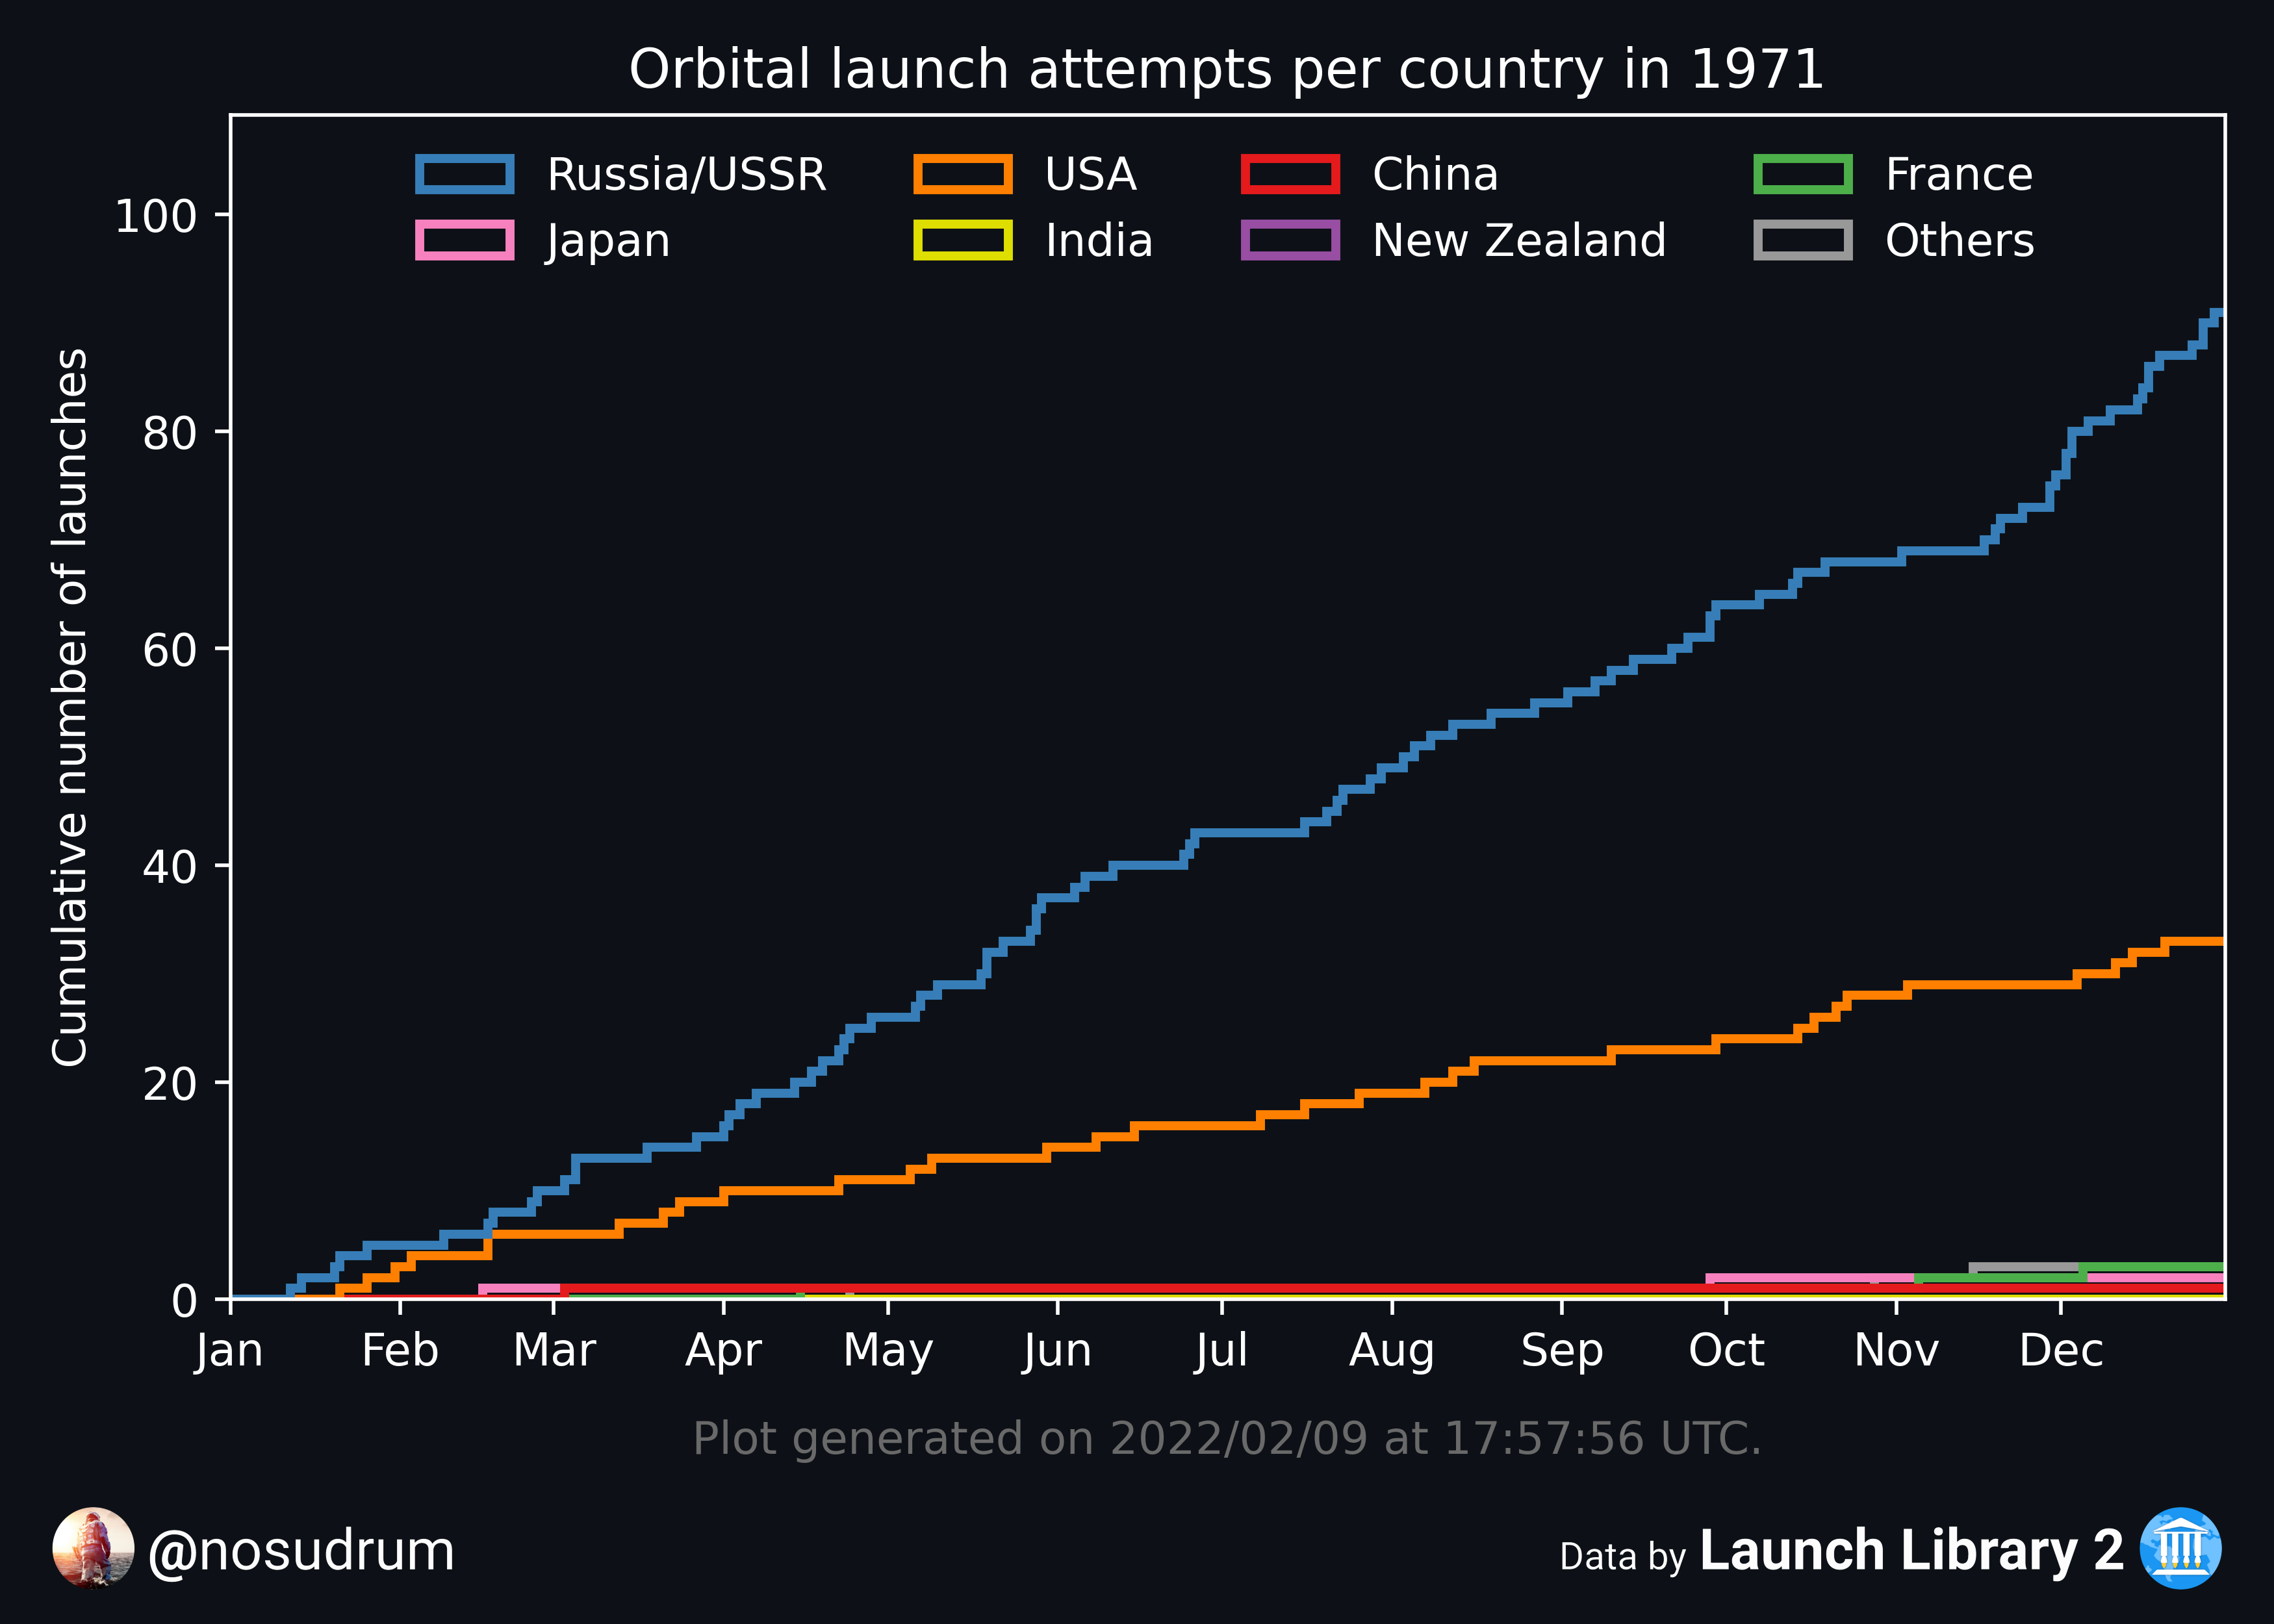 Orbital launch attempts per country in 1971
Russia/USSR USA China France
Japan India New Zealand Others
Cumulative number of launches
100
80
60
40
20
0
Jan Feb Mar Apr May Jun Jul Aug Sep Oct Nov Dec
Plot generated on 2022/02/09 at 17:57:56 UTC.
@nosudrum
Data by Launch Library 2